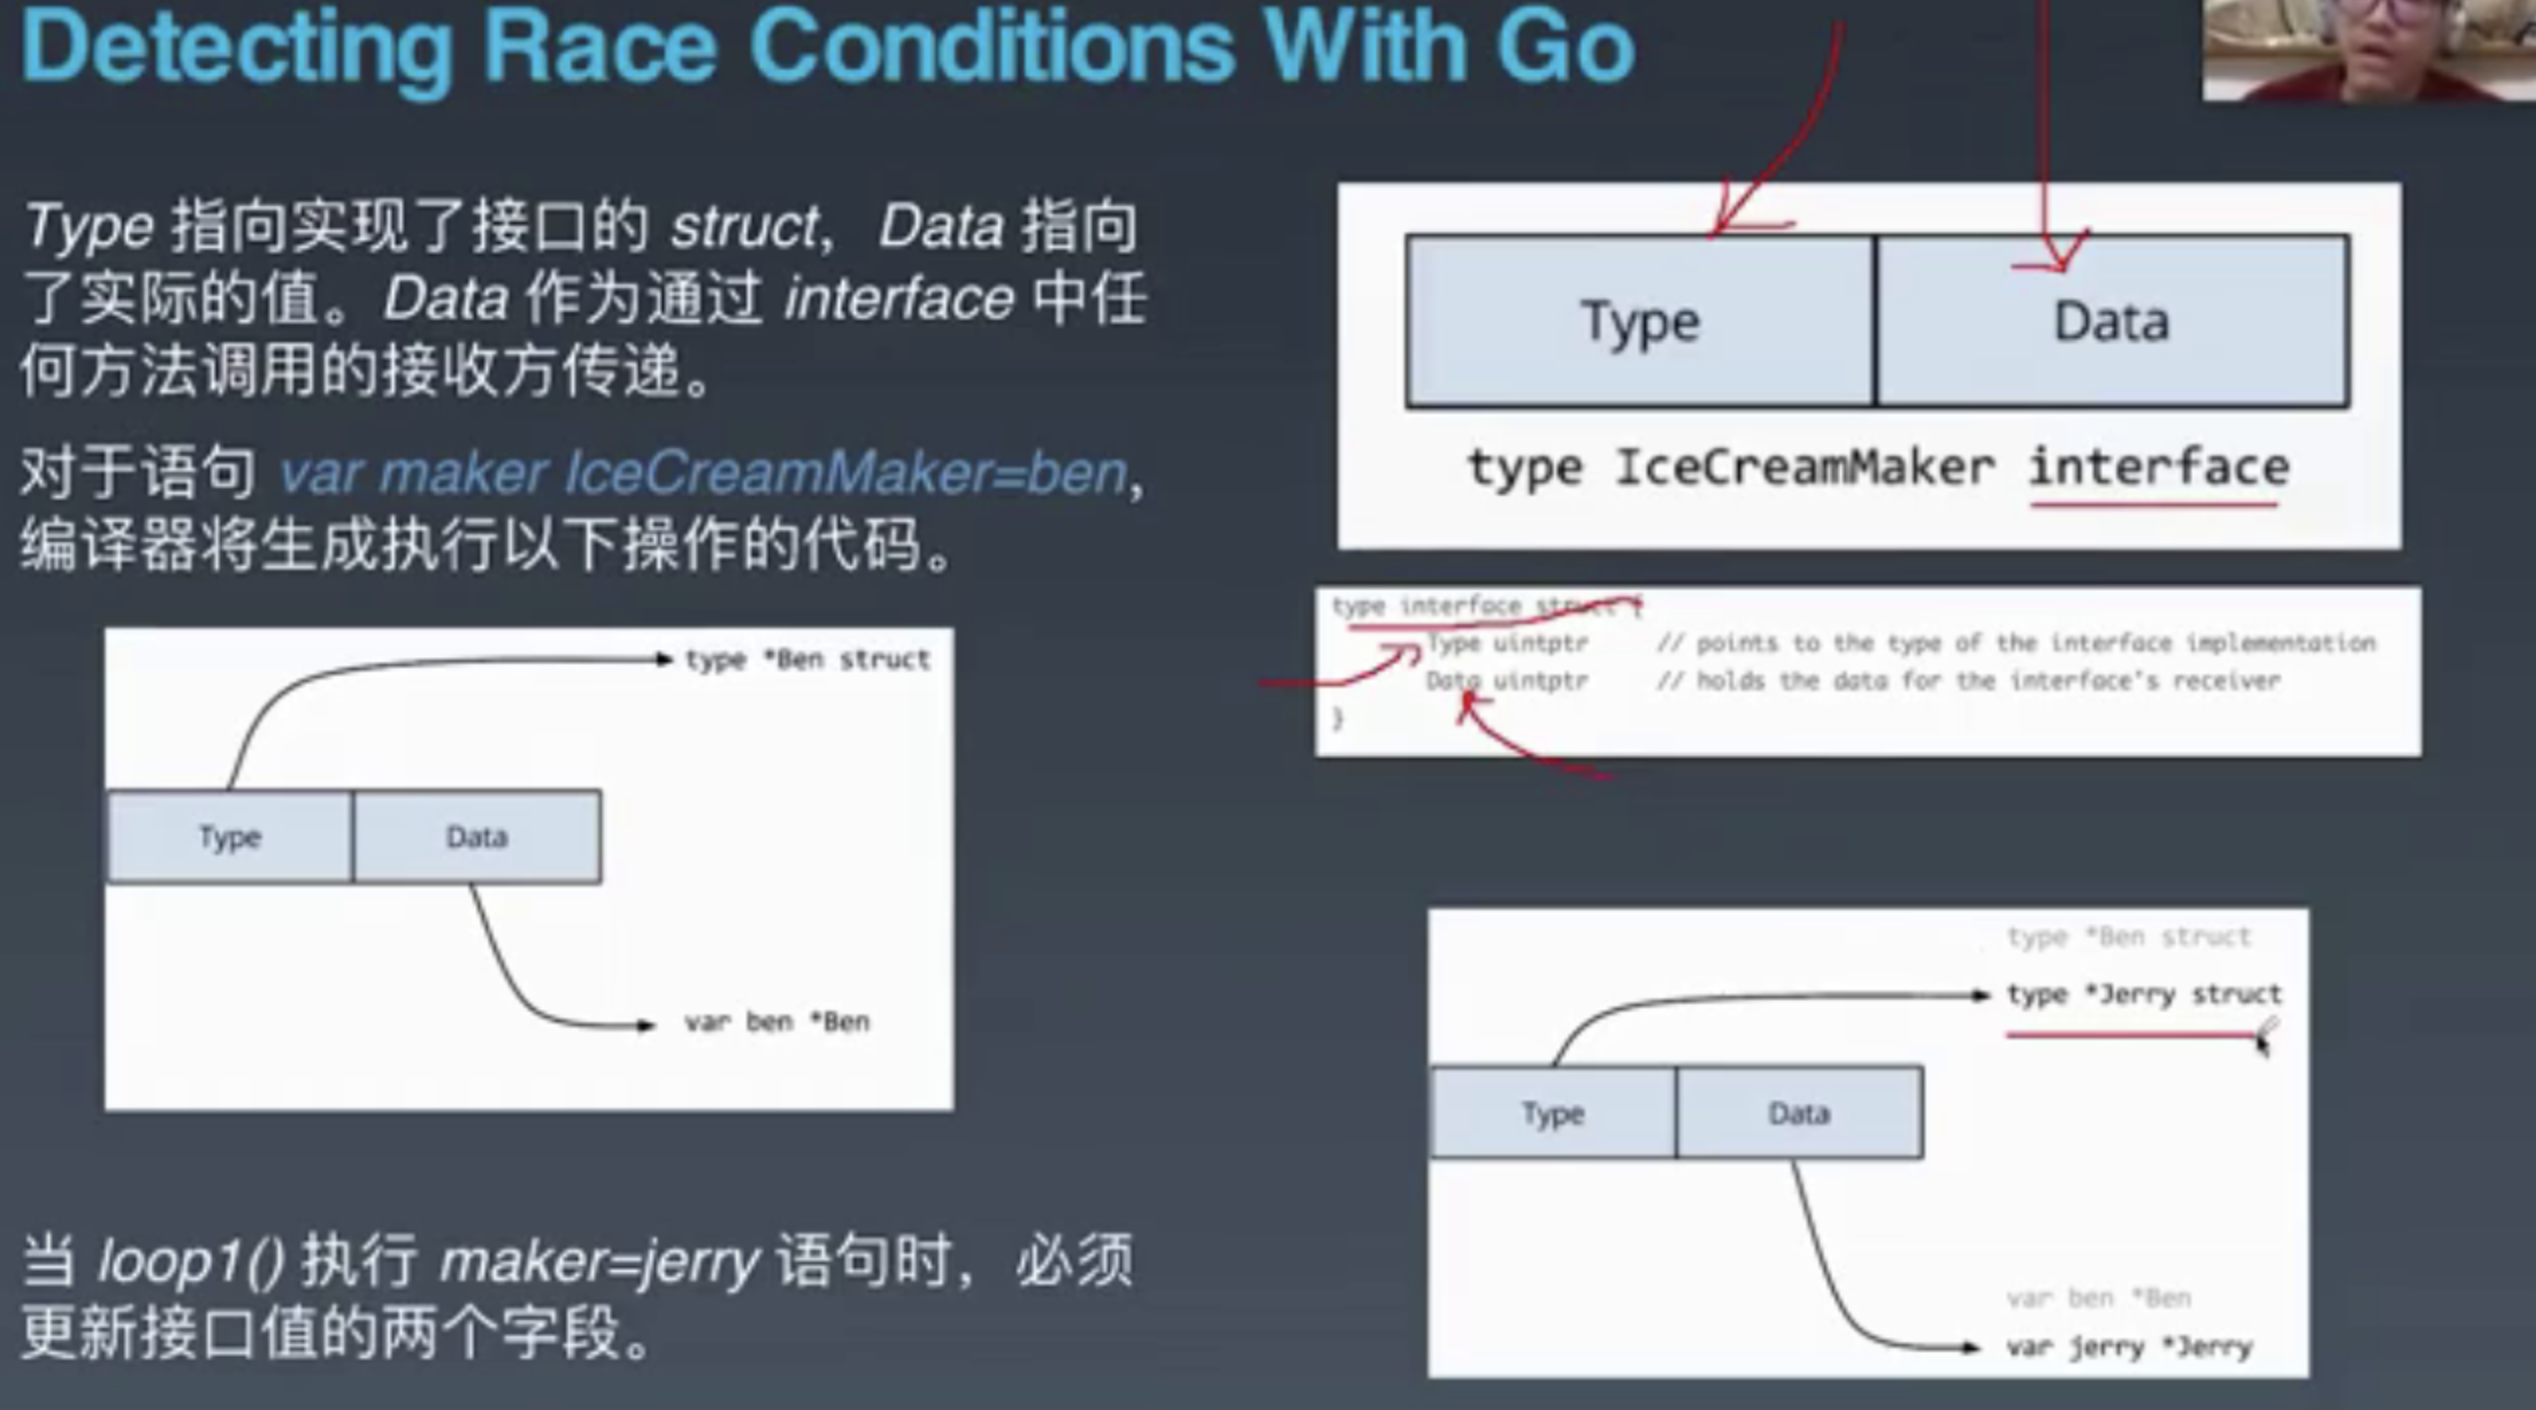 Detecting Race Conditions With Go
Type 指向实现了接口的 struct，Data 指向
了实际的值。Data 作为通过 interface 中任
何方法调用的接收方传递。
对于语句 var maker IceCreamMaker=ben，
编译器将生成执行以下操作的代码。
type *Ben struct
Type Data
var ben *Ben
当 loop1() 执行 maker=jerry 语句时，必须
更新接口值的两个字段。
Type Data
type IceCreamMaker interface
type interface struct {
Type uintptr // points to the type of the interface implementation
Data uintptr // holds the data for the interface's receiver
}
type *Ben struct
type *Jerry struct
Type Data
var ben *Ben
var jerry *Jerry